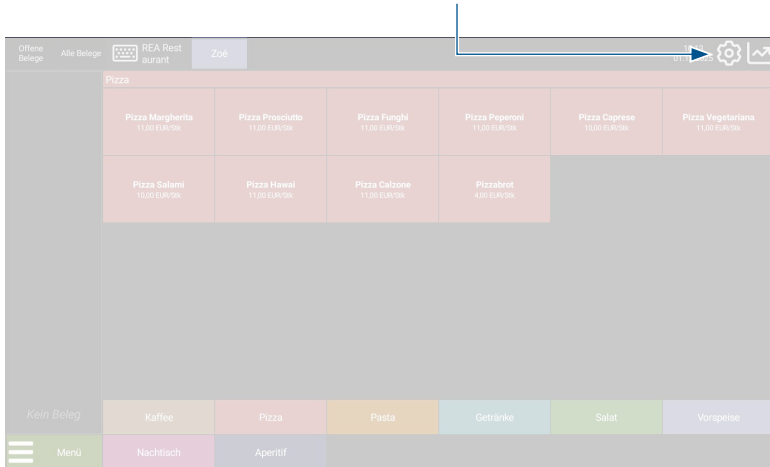 Offene Belege
Alle Belege
REA Rest
aurant
Zoè
Pizza
Pizza Margherita
11,00 EUR/Stk
Pizza Prosciutto
11,00 EUR/Stk
Pizza Funghi
11,00 EUR/Stk
Pizza Peperoni
11,00 EUR/Stk
Pizza Caprese
10,00 EUR/Stk
Pizza Vegetariana
11,00 EUR/Stk
Pizza Salami
10,00 EUR/Stk
Pizza Hawai
11,00 EUR/Stk
Pizza Calzone
11,00 EUR/Stk
Pizzabrot
4,00 EUR/Stk
Kein Beleg
Kaffee
Pizza
Pasta
Getränke
Salat
Vorspeise
Menü
Nachtisch
Aperitif